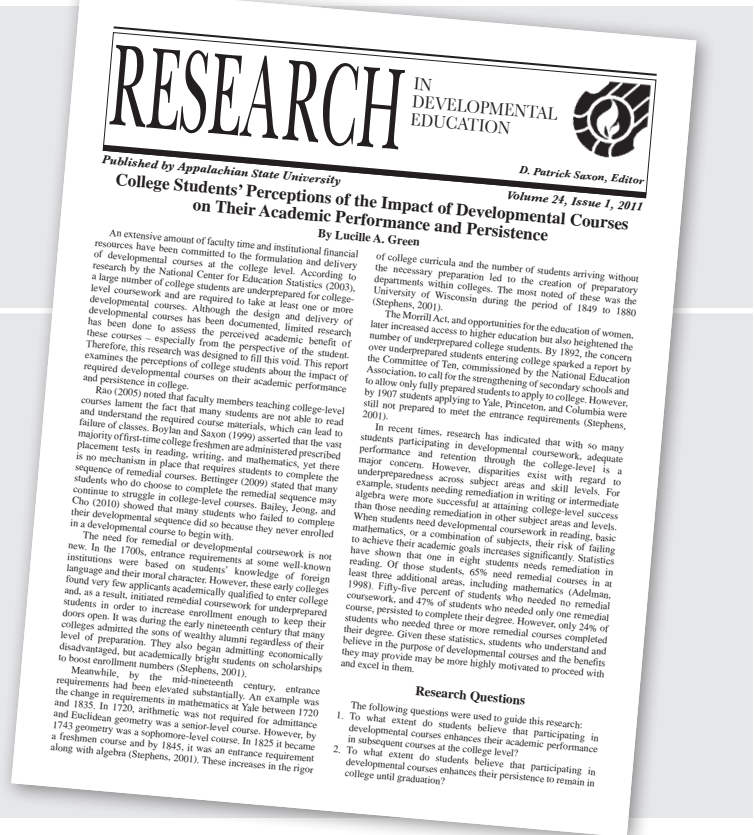 RESEARCH
IN
DEVELOPMENTAL
EDUCATION
D. Patrick Saxon, Editor
Published by Appalachian State University
Volume 24, Issue 1, 2011
College Students' Perceptions of the Impact of Developmental Courses
on Their Academic Performance and Persistence
By Lucille A. Green
An extensive amount of faculty time and institutional financial
resources have been committed to the formulation and delivery
of developmental courses at the college level. According to
research by the National Center for Education Statistics (2003),
a large number of college students are underprepared for college-
level coursework and are required to take at least one or more
developmental courses. Although the design and delivery of
developmental courses has been documented, limited research
has been done to assess the perceived academic benefit of
these courses – especially from the perspective of the student.
Therefore, this research was designed to fill this void. This report
examines the perceptions of college students about the impact of
required developmental courses on their academic performance
and persistence in college.
Rao (2005) noted that faculty members teaching college-level
courses lament the fact that many students are not able to read
and understand the required course materials, which can lead to
failure of classes. Boylan and Saxon (1999) asserted that the vast
majority of first-time college freshmen are administered prescribed
placement tests in reading, writing, and mathematics, yet there
is no mechanism in place that requires students to complete the
sequence of remedial courses. Bettinger (2009) stated that many
students who do choose to complete the remedial sequence may
continue to struggle in college-level courses. Bailey, Jeong, and
Cho (2010) showed that many students who failed to complete
their developmental sequence did so because they never enrolled
in a developmental course to begin with.
The need for remedial or developmental coursework is not
new. In the 1700s, entrance requirements at some well-known
institutions were based on students' knowledge of foreign
language and their moral character. However, these early colleges
found very few applicants academically qualified to enter college
and, as a result, initiated remedial coursework for underprepared
students in order to increase enrollment enough to keep their
doors open. It was during the early nineteenth century that many
colleges admitted the sons of wealthy alumni regardless of their
level of preparation. They also began admitting economically
disadvantaged, but academically bright students on scholarships
to boost enrollment numbers (Stephens, 2001).
Meanwhile, by the mid-nineteenth century, entrance
requirements had been elevated substantially. An example was
the change in requirements in mathematics at Yale between 1720
and 1835. In 1720, arithmetic was not required for admittance
and Euclidean geometry was a senior-level course. However, by
1743 geometry was a sophomore-level course. In 1825 it became
a freshmen course and by 1845, it was an entrance requirement
along with algebra (Stephens, 2001). These increases in the rigor
of college curricula and the number of students arriving without
the necessary preparation led to the creation of preparatory
departments within colleges. The most noted of these was the
University of Wisconsin during the period of 1849 to 1880
(Stephens, 2001).
The Morrill Act, and opportunities for the education of women,
later increased access to higher education but also heightened the
number of underprepared college students. By 1892, the concern
over underprepared students entering college sparked a report by
the Committee of Ten, commissioned by the National Education
Association, to call for the strengthening of secondary schools and
to allow only fully prepared students to apply to college. However,
by 1907 students applying to Yale, Princeton, and Columbia were
still not prepared to meet the entrance requirements (Stephens,
2001).
In recent times, research has indicated that with so many
students participating in developmental coursework, adequate
performance and retention through the college-level is a
major concern. However, disparities exist with regard to
underpreparedness across subject areas and skill levels. For
example, students needing remediation in writing or intermediate
algebra were more successful at attaining college-level success
than those needing remediation in other subject areas and levels.
When students need developmental coursework in reading, basic
mathematics, or a combination of subjects, their risk of failing
to achieve their academic goals increases significantly. Statistics
have shown that one in eight students needs remediation in
reading. Of those students, 65% need remedial courses in at
least three additional areas, including mathematics (Adelman,
1998). Fifty-five percent of students who needed no remedial
coursework, and 47% of students who needed only one remedial
course, persisted to complete their degree. However, only 24% of
students who needed three or more remedial courses completed
their degree. Given these statistics, students who understand and
believe in the purpose of developmental courses and the benefits
they may provide may be more highly motivated to proceed with
and excel in them.
Research Questions
The following questions were used to guide this research:
1. To what extent do students believe that participating in
developmental courses enhances their academic performance
in subsequent courses at the college level?
2. To what extent do students believe that participating in
developmental courses enhances their persistence to remain in
college until graduation?